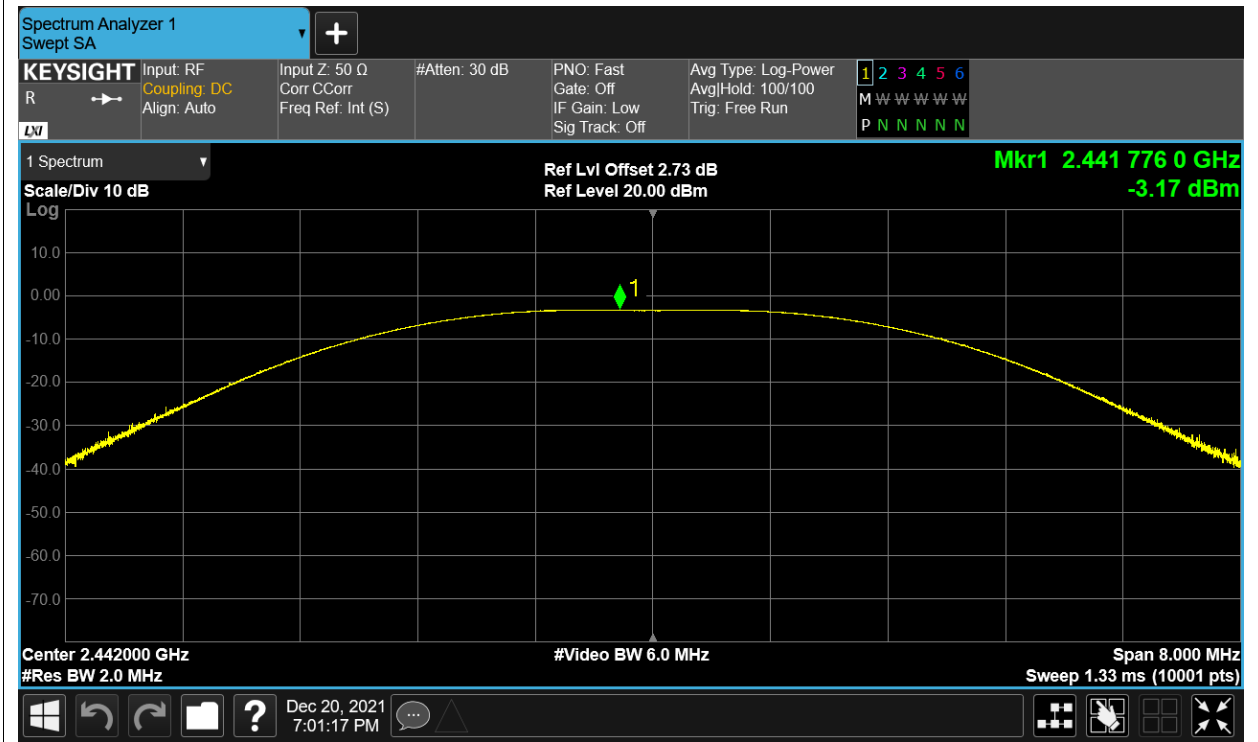 Spectrum Analyzer 1
Swept SA
KEYSIGHT
R
LXI
Input: RF
Coupling: DC
Align: Auto
Input Z: 50 Ω
Corr CCorr
Freq Ref: Int (S)
#Atten: 30 dB
PNO: Fast
Gate: Off
IF Gain: Low
Sig Track: Off
Avg Type: Log-Power
Avg|Hold: 100/100
Trig: Free Run
1 2 3 4 5 6
M W W W W W
P N N N N N
1 Spectrum
Scale/Div 10 dB
Log
Ref Lvl Offset 2.73 dB
Ref Level 20.00 dBm
Mkr1 2.441 776 0 GHz
-3.17 dBm
10.0
0.00
1
-10.0
-20.0
-30.0
-40.0
-50.0
-60.0
-70.0
Center 2.442000 GHz
#Video BW 6.0 MHz
Span 8.000 MHz
#Res BW 2.0 MHz
Sweep 1.33 ms (10001 pts)
?
Dec 20, 2021
7:01:17 PM